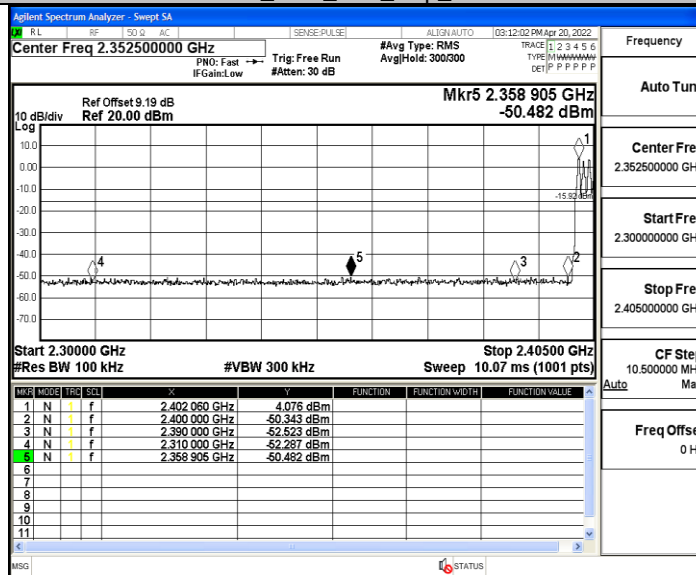 Agilent Spectrum Analyzer - Swept SA
RL RF 50 Ω AC SENSE:PULSE ALIGN AUTO 03:12:02 PM Apr 20, 2022
Center Freq 2.352500000 GHz
PNO: Fast
IFGain:Low
Trig: Free Run
#Atten: 30 dB
#Avg Type: RMS
Avg|Hold: 300/300
TRACE 1 2 3 4 5 6
TYPE M
DET P P P P P P
Mkr5 2.358 905 GHz
-50.482 dBm
Ref Offset 9.19 dB
10 dB/div Ref 20.00 dBm
Log
10.0
0.00
-10.0
-20.0
-30.0
-40.0
-50.0
-60.0
-70.0
1
2
3
4
5
Start 2.30000 GHz Stop 2.40500 GHz
#Res BW 100 kHz #VBW 300 kHz Sweep 10.07 ms (1001 pts)
MKR MODE TRC SCL X Y FUNCTION FUNCTION WIDTH FUNCTION VALUE
1 N 1 f 2.402 060 GHz 4.076 dBm
2 N 1 f 2.400 000 GHz -50.343 dBm
3 N 1 f 2.390 000 GHz -52.523 dBm
4 N 1 f 2.310 000 GHz -52.287 dBm
5 N 1 f 2.358 905 GHz -50.482 dBm
6
7
8
9
10
11
MSG STATUS
Frequency
Auto Tun
Center Fre
2.352500000 GH
Start Fre
2.300000000 GH
Stop Fre
2.405000000 GH
CF Step
10.500000 MH
Auto Ma
Freq Offse
0 H